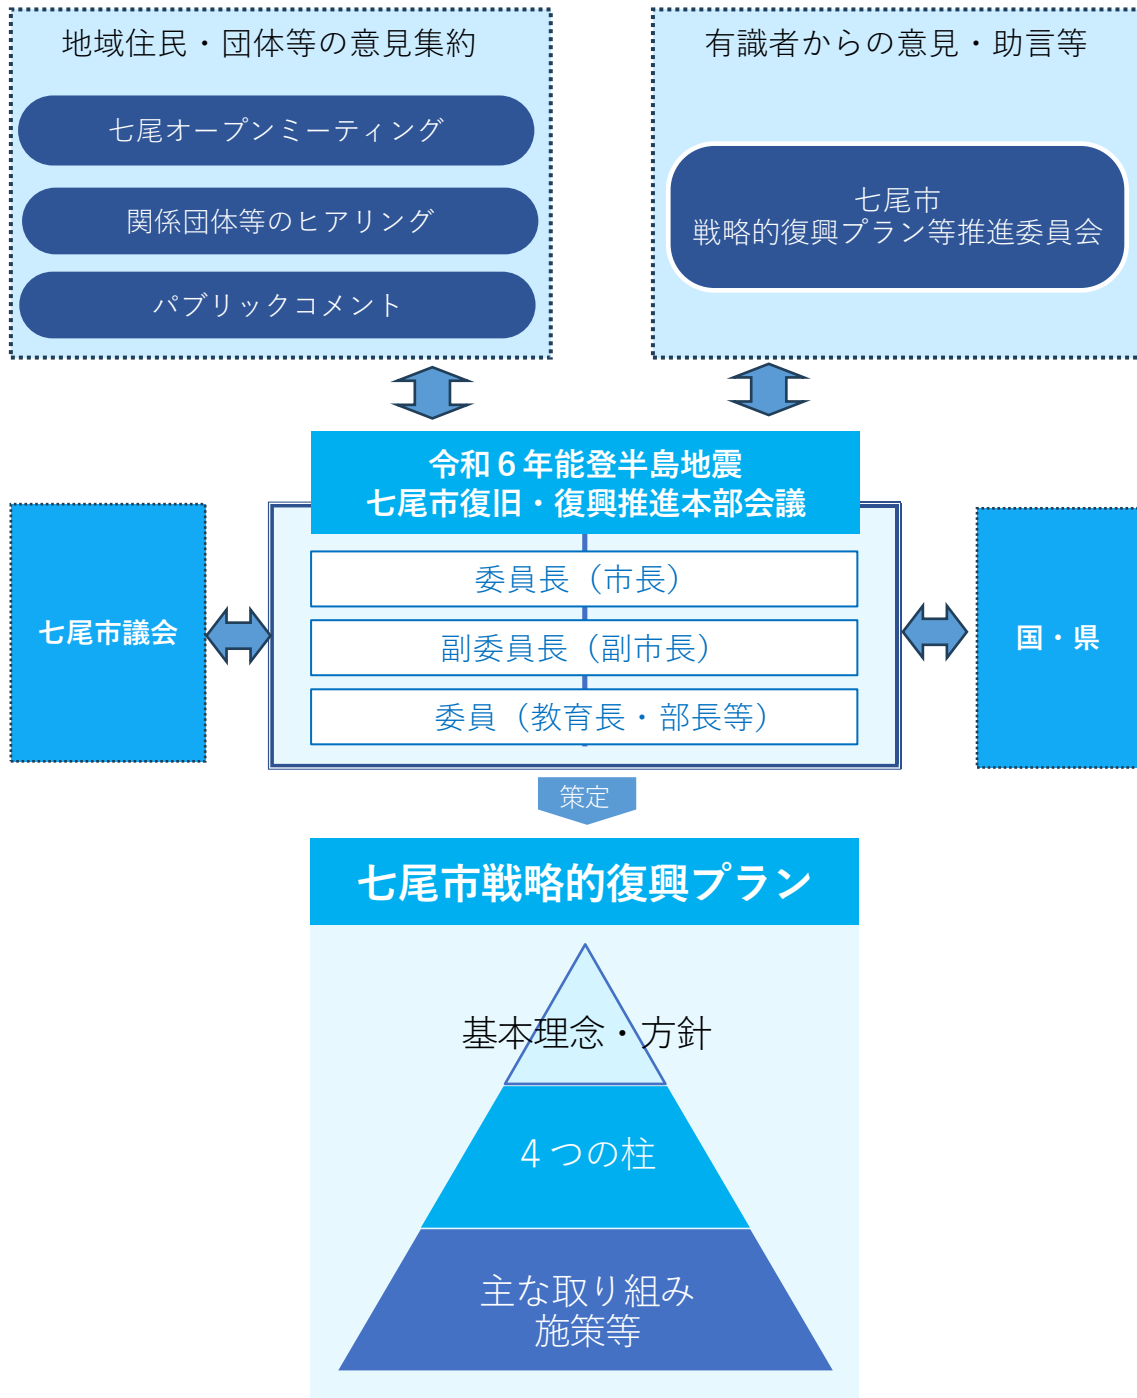 地域住民・団体等の意見集約
七尾オープンミーティング
関係団体等のヒアリング
パブリックコメント
有識者からの意見・助言等
七尾市
戦略的復興プラン等推進委員会
令和６年能登半島地震
七尾市復旧・復興推進本部会議
委員長（市長）
副委員長（副市長）
委員（教育長・部長等）
七尾市議会
国・県
策定
七尾市戦略的復興プラン
基本理念・方針
４つの柱
主な取り組み
施策等